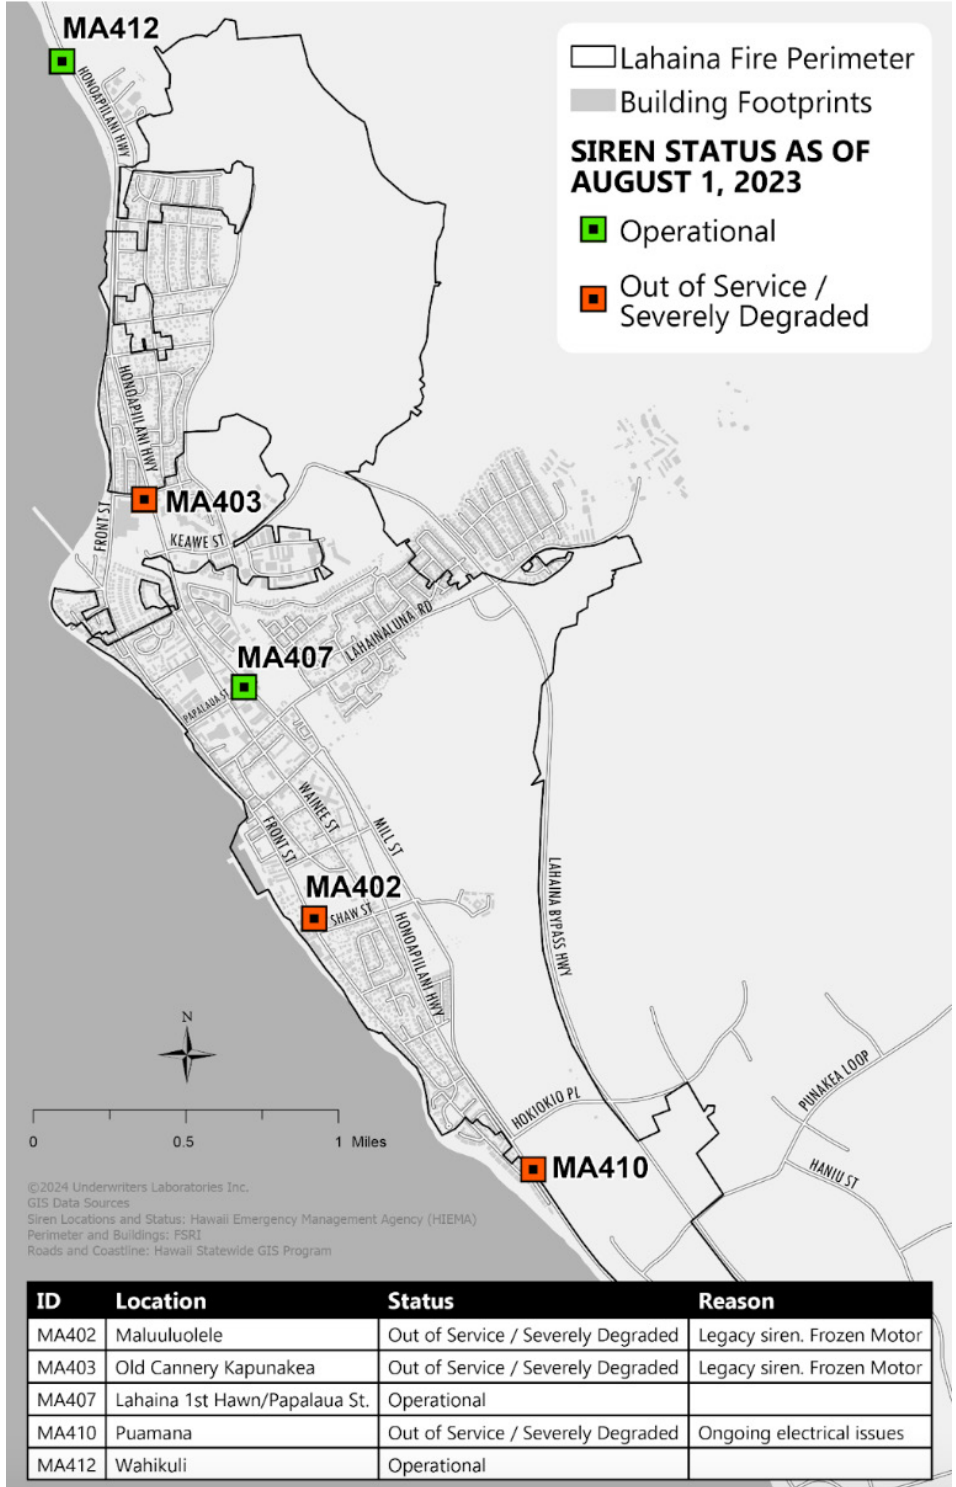 MA412
HONOAPIILANI HWY
Lahaina Fire Perimeter
Building Footprints
SIREN STATUS AS OF
AUGUST 1, 2023
Operational
Out of Service /
Severely Degraded
HONOAPIILANI HWY
MA403
FRONT ST
KEAWE ST
LAHAINALUNA RD
MA407
PAPALAUA ST
WAINEE ST
FRONT ST
MILL ST
MA402
SHAW ST
HONOAPIILANI HWY
LAHAINA BYPASS HWY
N
HOKIOKIO PL
PUNAKEA LOOP
HANIU ST
0 0.5 1 Miles
MA410
©2024 Underwriters Laboratories Inc.
GIS Data Sources
Siren Locations and Status: Hawaii Emergency Management Agency (HIEMA)
Perimeter and Buildings: FSRI
Roads and Coastline: Hawaii Statewide GIS Program
ID Location Status Reason
MA402 Maluuluolele Out of Service / Severely Degraded Legacy siren. Frozen Motor
MA403 Old Cannery Kapunakea Out of Service / Severely Degraded Legacy siren. Frozen Motor
MA407 Lahaina 1st Hawn/Papalaua St. Operational
MA410 Puamana Out of Service / Severely Degraded Ongoing electrical issues
MA412 Wahikuli Operational